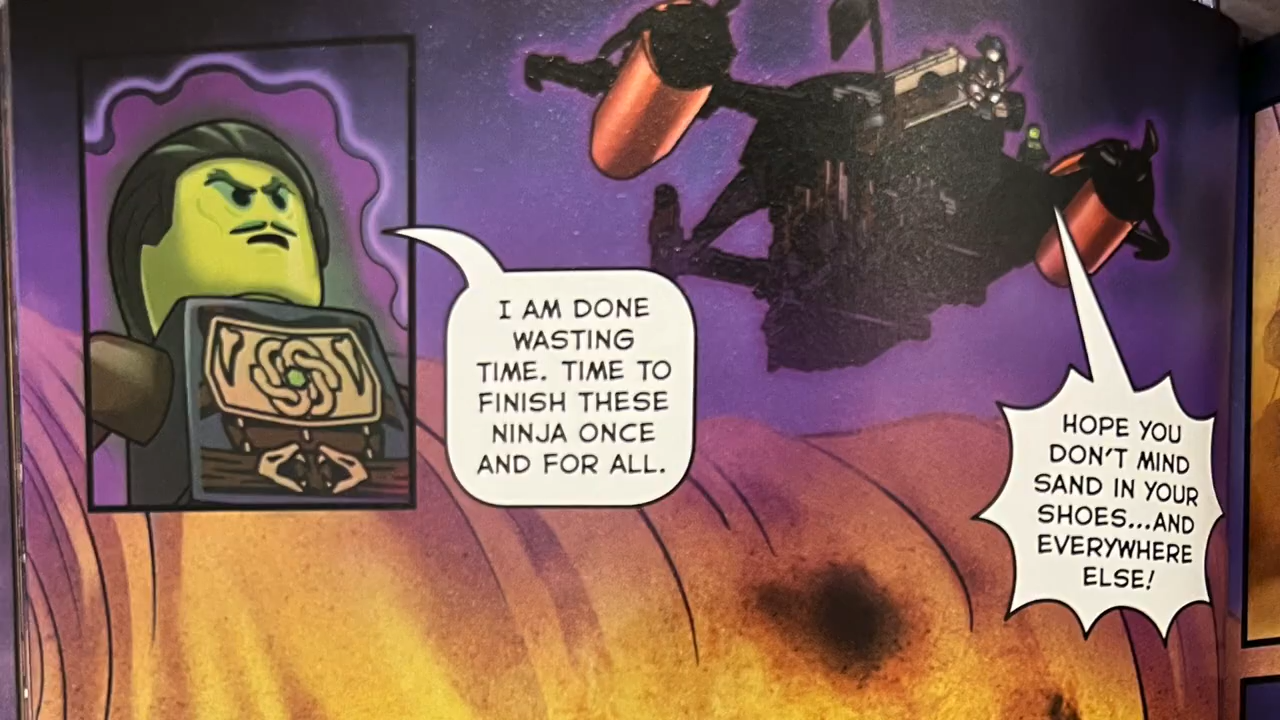 I AM DONE
WASTING
TIME. TIME TO
FINISH THESE
NINJA ONCE
AND FOR ALL.
HOPE YOU
DON'T MIND
SAND IN YOUR
SHOES...AND
EVERYWHERE
ELSE!